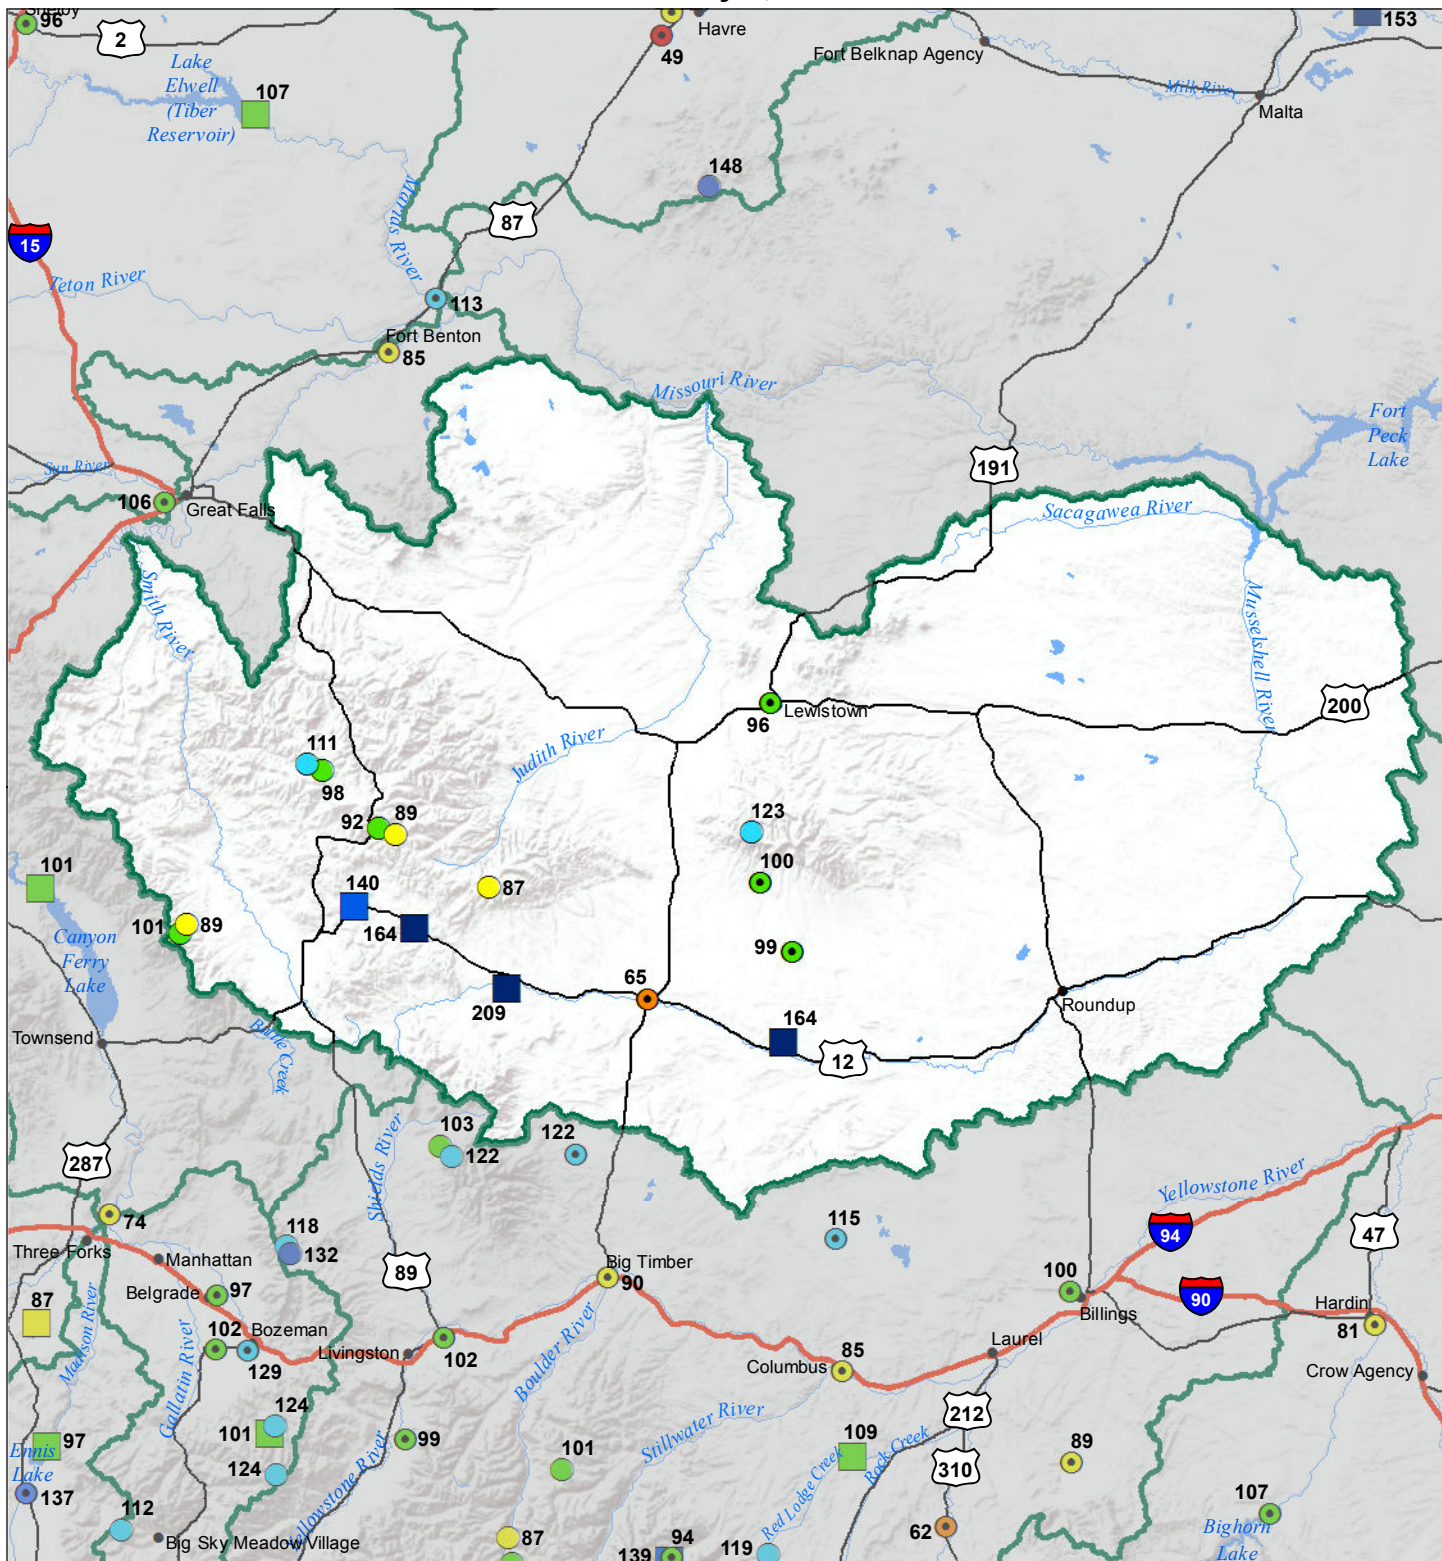 Shelby
96
2
Havre
49
Fort Belknap Agency
153
Lake
Elwell
(Tiber
Reservoir)
107
Milk River
Malta
148
Marias River
87
15
Teton River
113
Fort Benton
85
Missouri River
Fort
Peck
Lake
Sun River
191
106
Great Falls
Sacagawea River
Smith River
Musselshell River
200
96
Lewistown
111
98
Judith River
92
89
123
100
87
101
140
164
101
89
Canyon
Ferry
Lake
99
65
209
164
Roundup
12
Townsend
Battle Creek
103
122
122
Shields River
287
Yellowstone River
74
118
132
115
94
47
Three Forks
Manhattan
89
Big Timber
90
Belgrade
97
100
Billings
90
Hardin
81
87
Madison River
102
Bozeman
129
Livingston
102
Gallatin River
Boulder River
Columbus
85
Laurel
Crow Agency
124
101
97
Ennis
Lake
137
124
99
Yellowstone River
101
Stillwater River
109
Rock Creek
Red Lodge Creek
212
310
89
112
Big Sky Meadow Village
87
139
94
119
62
107
Bighorn
Lake